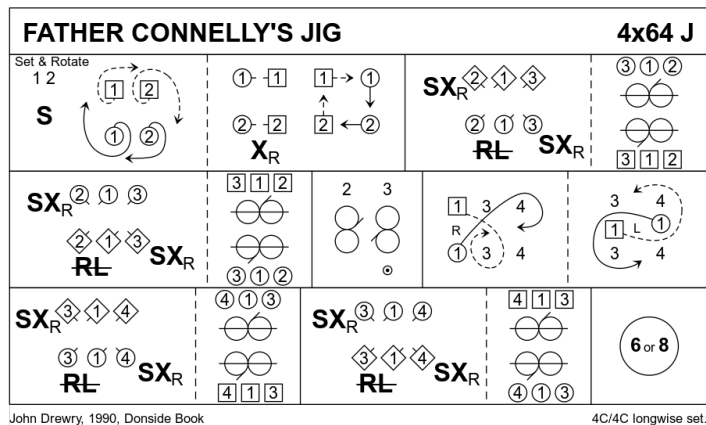 FATHER CONNELLY'S JIG 4x64 J
Set & Rotate
1 2
1 2
S
1 2
1 1 1 1
2 2 2 2
XR
SXR 2 1 3
2 1 3
RL SXR
3 1 2
3 1 2
SXR 2 1 3
2 1 3
RL SXR
3 1 2
3 1 2
2 3
1 3 4
R
1 3 4
3 4
1 L 1
3 4
SXR 3 1 4
3 1 4
RL SXR
4 1 3
4 1 3
SXR 3 1 4
3 1 4
RL SXR
4 1 3
4 1 3
6 or 8
John Drewry, 1990, Donside Book 4C/4C longwise set.